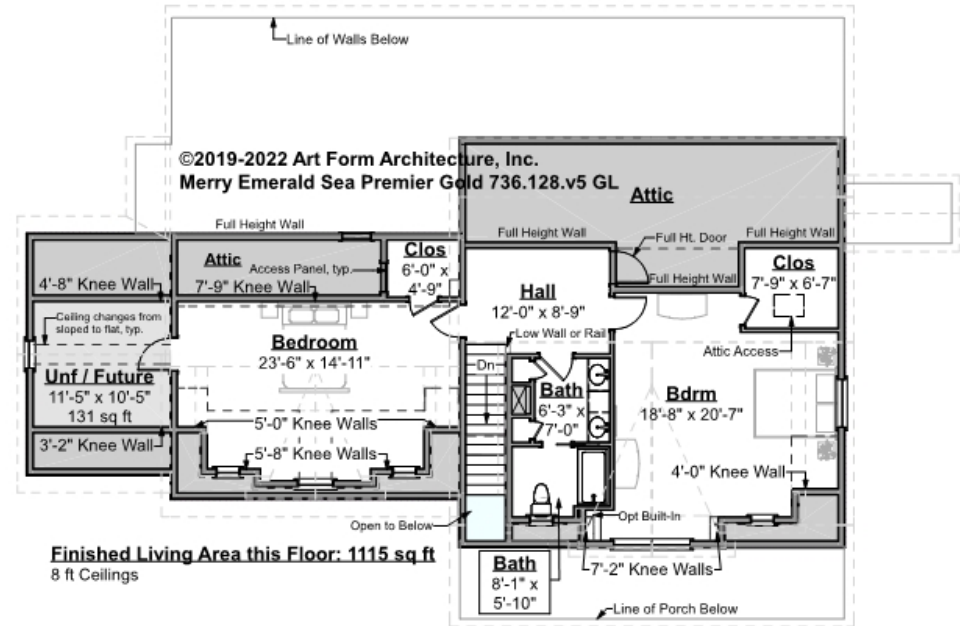 Line of Walls Below
©2019-2022 Art Form Architecture, Inc.
Merry Emerald Sea Premier Gold 736.128.v5 GL
Attic
Full Height Wall
Full Height Wall
Full Height Wall
Full Ht. Door
Full Height Wall
Attic
Access Panel, typ.
Clos
6'-0" x
4'-9"
Clos
7'-9" x 6'-7"
4'-8" Knee Wall
7'-9" Knee Wall
Hall
12'-0" x 8'-9"
Ceiling changes from
sloped to flat, typ.
Low Wall or Rail
Bedroom
23'-6" x 14'-11"
Attic Access
Dn
Unf / Future
11'-5" x 10'-5"
131 sq ft
Bath
6'-3" x
7'-0"
Bdrm
18'-8" x 20'-7"
5'-0" Knee Walls
3'-2" Knee Wall
5'-8" Knee Walls
4'-0" Knee Wall
Open to Below
Opt Built-In
Finished Living Area this Floor: 1115 sq ft
8 ft Ceilings
Bath
8'-1" x
5'-10"
7'-2" Knee Walls
Line of Porch Below